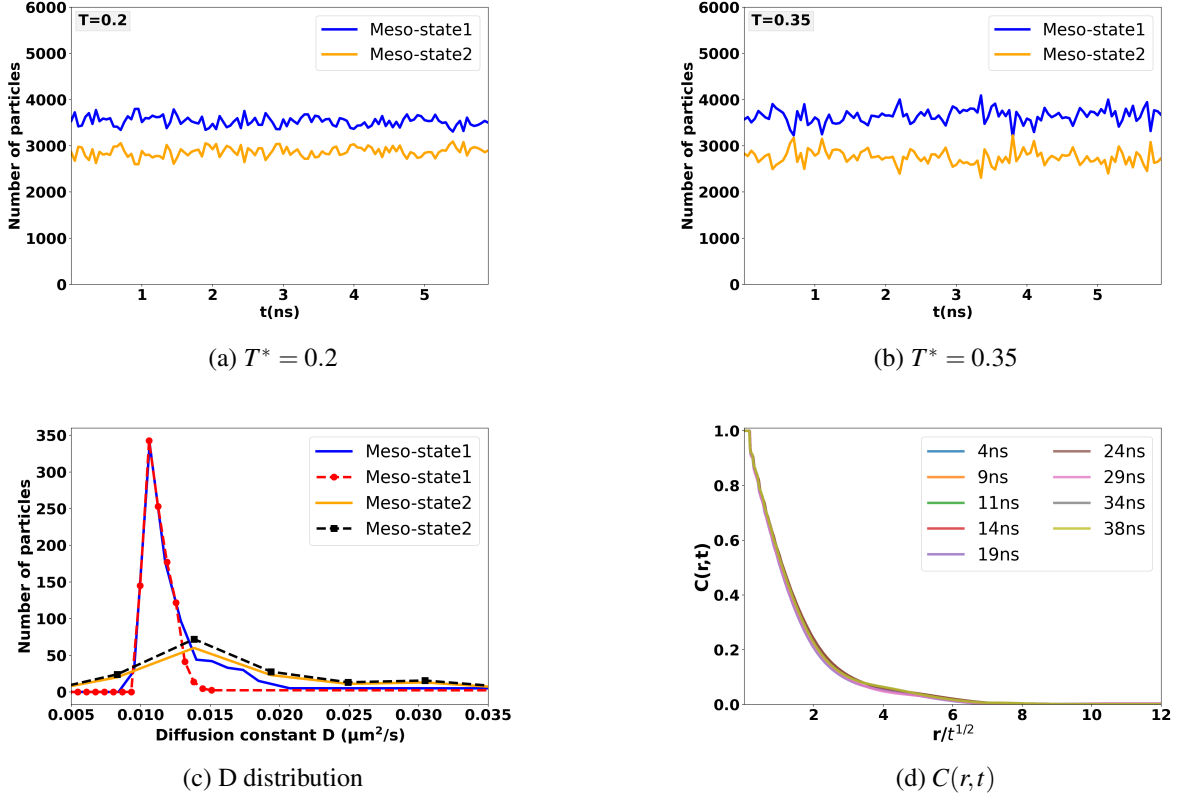 T=0.2
Meso-state1
Meso-state2
6000
5000
4000
3000
2000
1000
0
Number of particles
1 2 3 4 5
t(ns)
(a) T* = 0.2
T=0.35
Meso-state1
Meso-state2
6000
5000
4000
3000
2000
1000
0
Number of particles
1 2 3 4 5
t(ns)
(b) T* = 0.35
Meso-state1
Meso-state1
Meso-state2
Meso-state2
350
300
250
200
150
100
50
0
Number of particles
0.005 0.010 0.015 0.020 0.025 0.030 0.035
Diffusion constant D (μm²/s)
(c) D distribution
4ns 24ns
9ns 29ns
11ns 34ns
14ns 38ns
19ns
1.0
0.8
0.6
0.4
0.2
0.0
C(r,t)
2 4 6 8 10 12
r/t^{1/2}
(d) C(r,t)